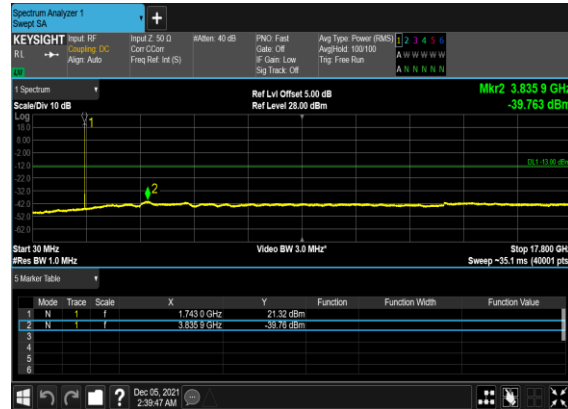 Spectrum Analyzer 1
Swept SA
+
KEYSIGHT Input: RF Input Z: 50 Ω #Atten: 40 dB PNO: Fast Avg Type: Power (RMS) 1 2 3 4 5 6
RL Coupling: DC Corr CCorr Gate: Off Avg|Hold: 100/100 A W W W W W
Align: Auto Freq Ref: Int (S) IF Gain: Low Trig: Free Run
Sig Track: Off A N N N N N
1 Spectrum Ref Lvl Offset 5.00 dB Mkr2 3.835 9 GHz
Scale/Div 10 dB Ref Level 28.00 dBm -39.763 dBm
Log
18.0 1
8.00
-2.00
-12.0 DL1 -13.00 dBm
-22.0
-32.0 2
-42.0
-52.0
-62.0
Start 30 MHz Video BW 3.0 MHz* Stop 17.800 GHz
#Res BW 1.0 MHz Sweep ~35.1 ms (40001 pts)
5 Marker Table
Mode Trace Scale X Y Function Function Width Function Value
1 N 1 f 1.743 0 GHz 21.32 dBm
2 N 1 f 3.835 9 GHz -39.76 dBm
3
4
5
6
? Dec 05, 2021
2:39:47 AM